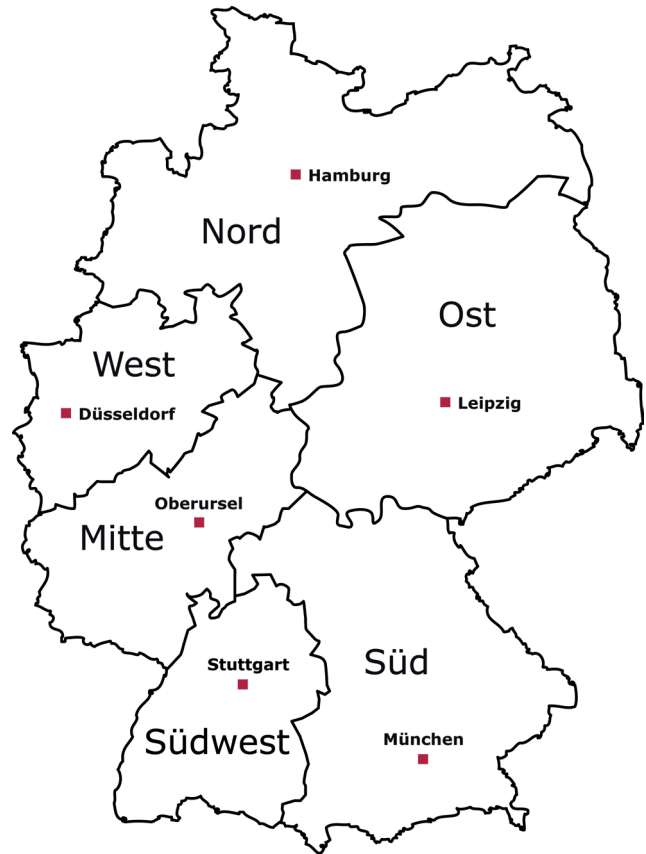 Hamburg
Nord
Ost
West
Leipzig
Düsseldorf
Oberursel
Mitte
Stuttgart
Süd
Südwest
München